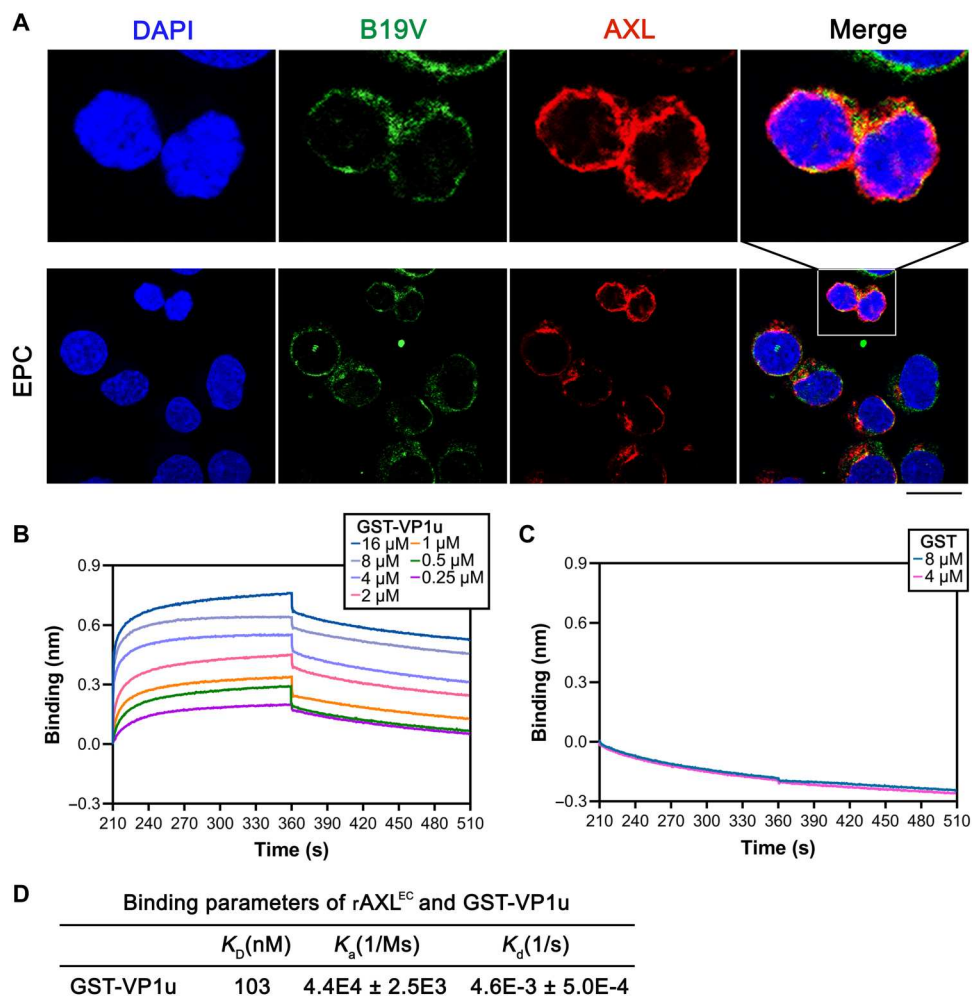 A
DAPI B19V AXL Merge
EPC
B
GST-VP1u
16 µM 1 µM
8 µM 0.5 µM
4 µM 0.25 µM
2 µM
0.9
0.6
0.3
0.0
–0.3
Binding (nm)
210 240 270 300 330 360 390 420 450 480 510
Time (s)
C
GST
8 µM
4 µM
0.9
0.6
0.3
0.0
–0.3
Binding (nm)
210 240 270 300 330 360 390 420 450 480 510
Time (s)
D
Binding parameters of rAXL^EC and GST-VP1u
K_D(nM) K_a(1/Ms) K_d(1/s)
GST-VP1u 103 4.4E4 ± 2.5E3 4.6E-3 ± 5.0E-4